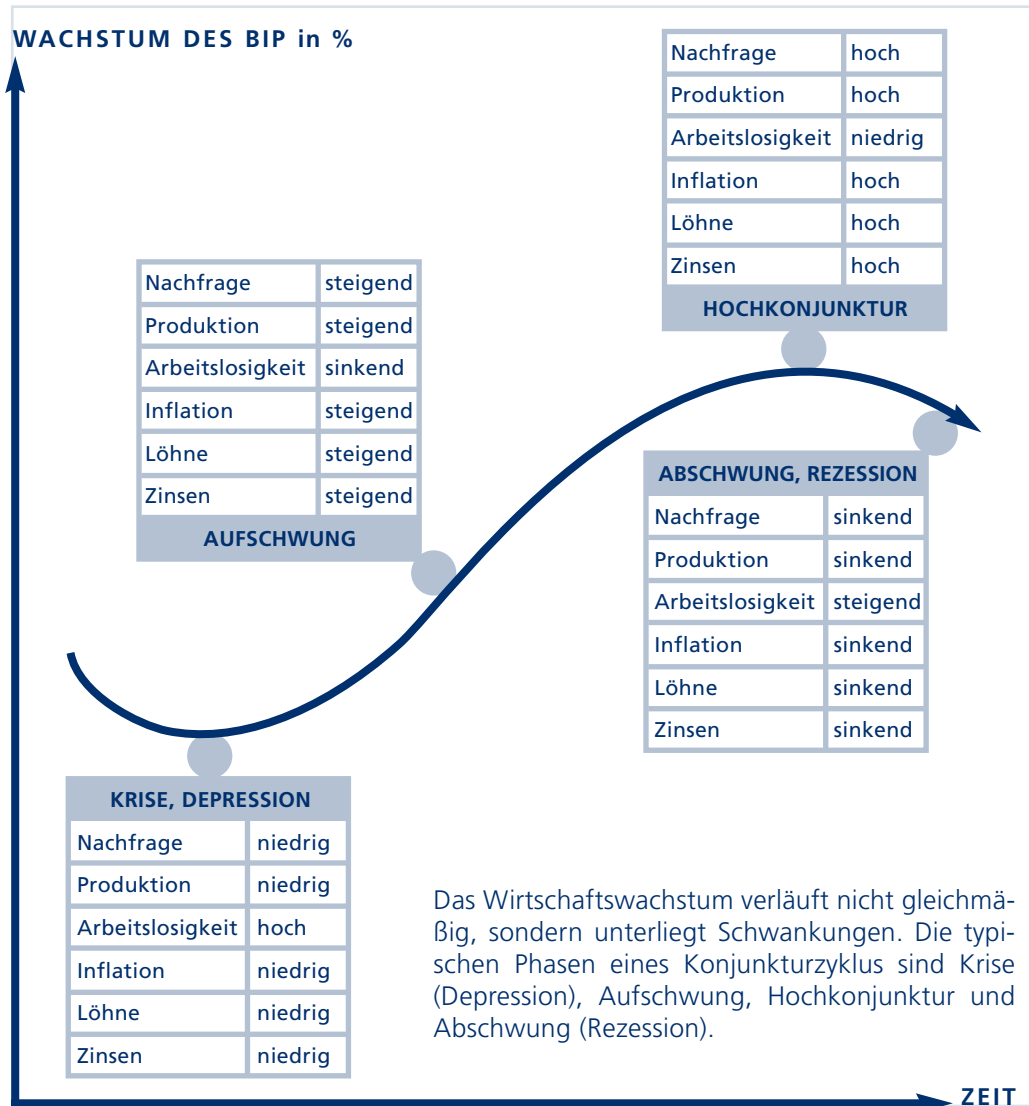 WACHSTUM DES BIP in %
Nachfrage hoch
Produktion hoch
Arbeitslosigkeit niedrig
Inflation hoch
Löhne hoch
Zinsen hoch
HOCHKONJUNKTUR
Nachfrage steigend
Produktion steigend
Arbeitslosigkeit sinkend
Inflation steigend
Löhne steigend
Zinsen steigend
AUFSCHWUNG
ABSCHWUNG, REZESSION
Nachfrage sinkend
Produktion sinkend
Arbeitslosigkeit steigend
Inflation sinkend
Löhne sinkend
Zinsen sinkend
KRISE, DEPRESSION
Nachfrage niedrig
Produktion niedrig
Arbeitslosigkeit hoch
Inflation niedrig
Löhne niedrig
Zinsen niedrig
Das Wirtschaftswachstum verläuft nicht gleichmä-
ßig, sondern unterliegt Schwankungen. Die typi-
schen Phasen eines Konjunkturzyklus sind Krise
(Depression), Aufschwung, Hochkonjunktur und
Abschwung (Rezession).
ZEIT